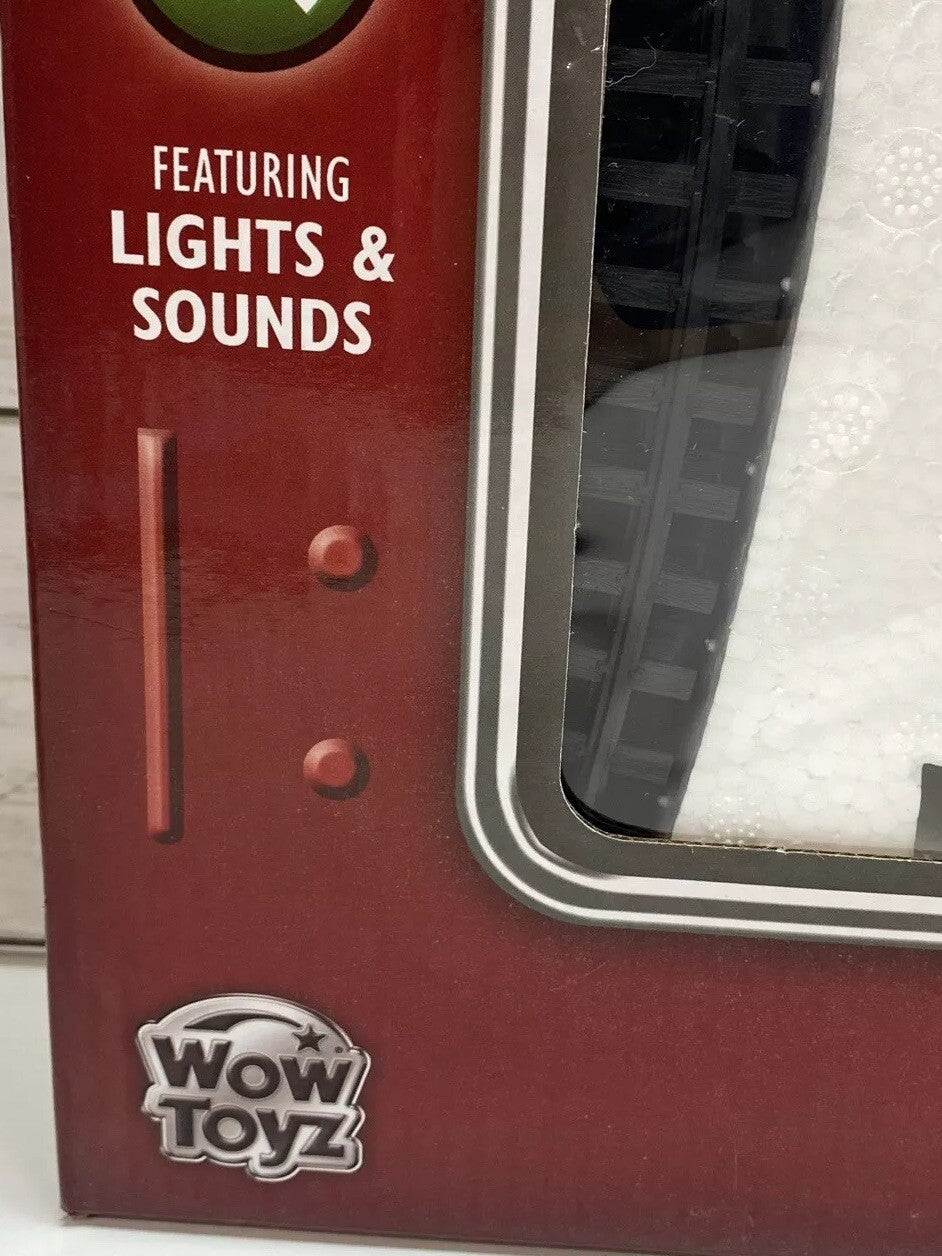 FEATURING
LIGHTS &
SOUNDS
WOW
TOYZ